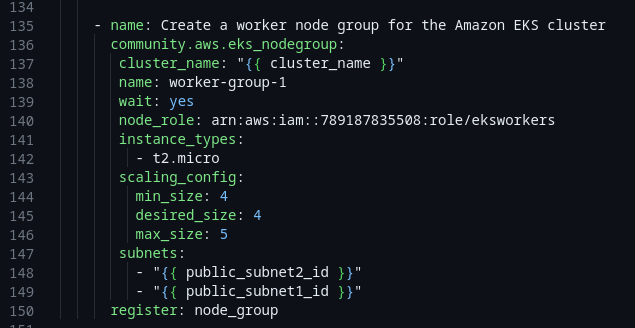 134
135 - name: Create a worker node group for the Amazon EKS cluster
136 community.aws.eks_nodegroup:
137 cluster_name: "{{ cluster_name }}"
138 name: worker-group-1
139 wait: yes
140 node_role: arn:aws:iam::789187835508:role/eksworkers
141 instance_types:
142 - t2.micro
143 scaling_config:
144 min_size: 4
145 desired_size: 4
146 max_size: 5
147 subnets:
148 - "{{ public_subnet2_id }}"
149 - "{{ public_subnet1_id }}"
150 register: node_group
151